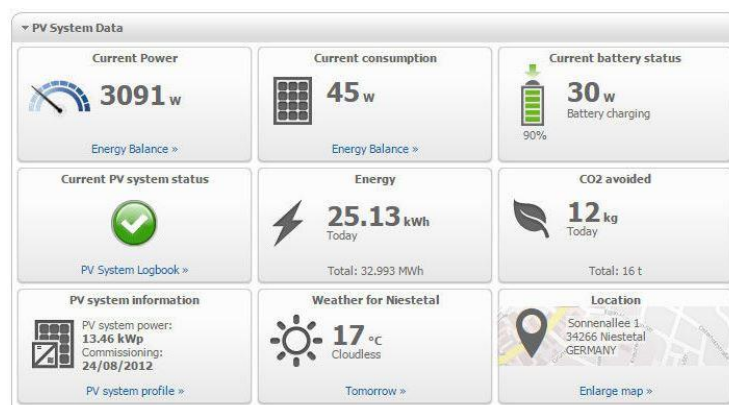 PV System Data
Current Power
3091 W
Energy Balance »
Current consumption
45 W
Energy Balance »
Current battery status
30 W
Battery charging
90%
Current PV system status
PV System Logbook »
Energy
25.13 kWh
Today
Total: 32.993 MWh
CO2 avoided
12 kg
Today
Total: 16 t
PV system information
PV system power:
13.46 kWp
Commissioning:
24/08/2012
PV system profile »
Weather for Niestetal
17 °C
Cloudless
Tomorrow »
Location
Sonnenallee 1
34266 Niestetal
GERMANY
Enlarge map »